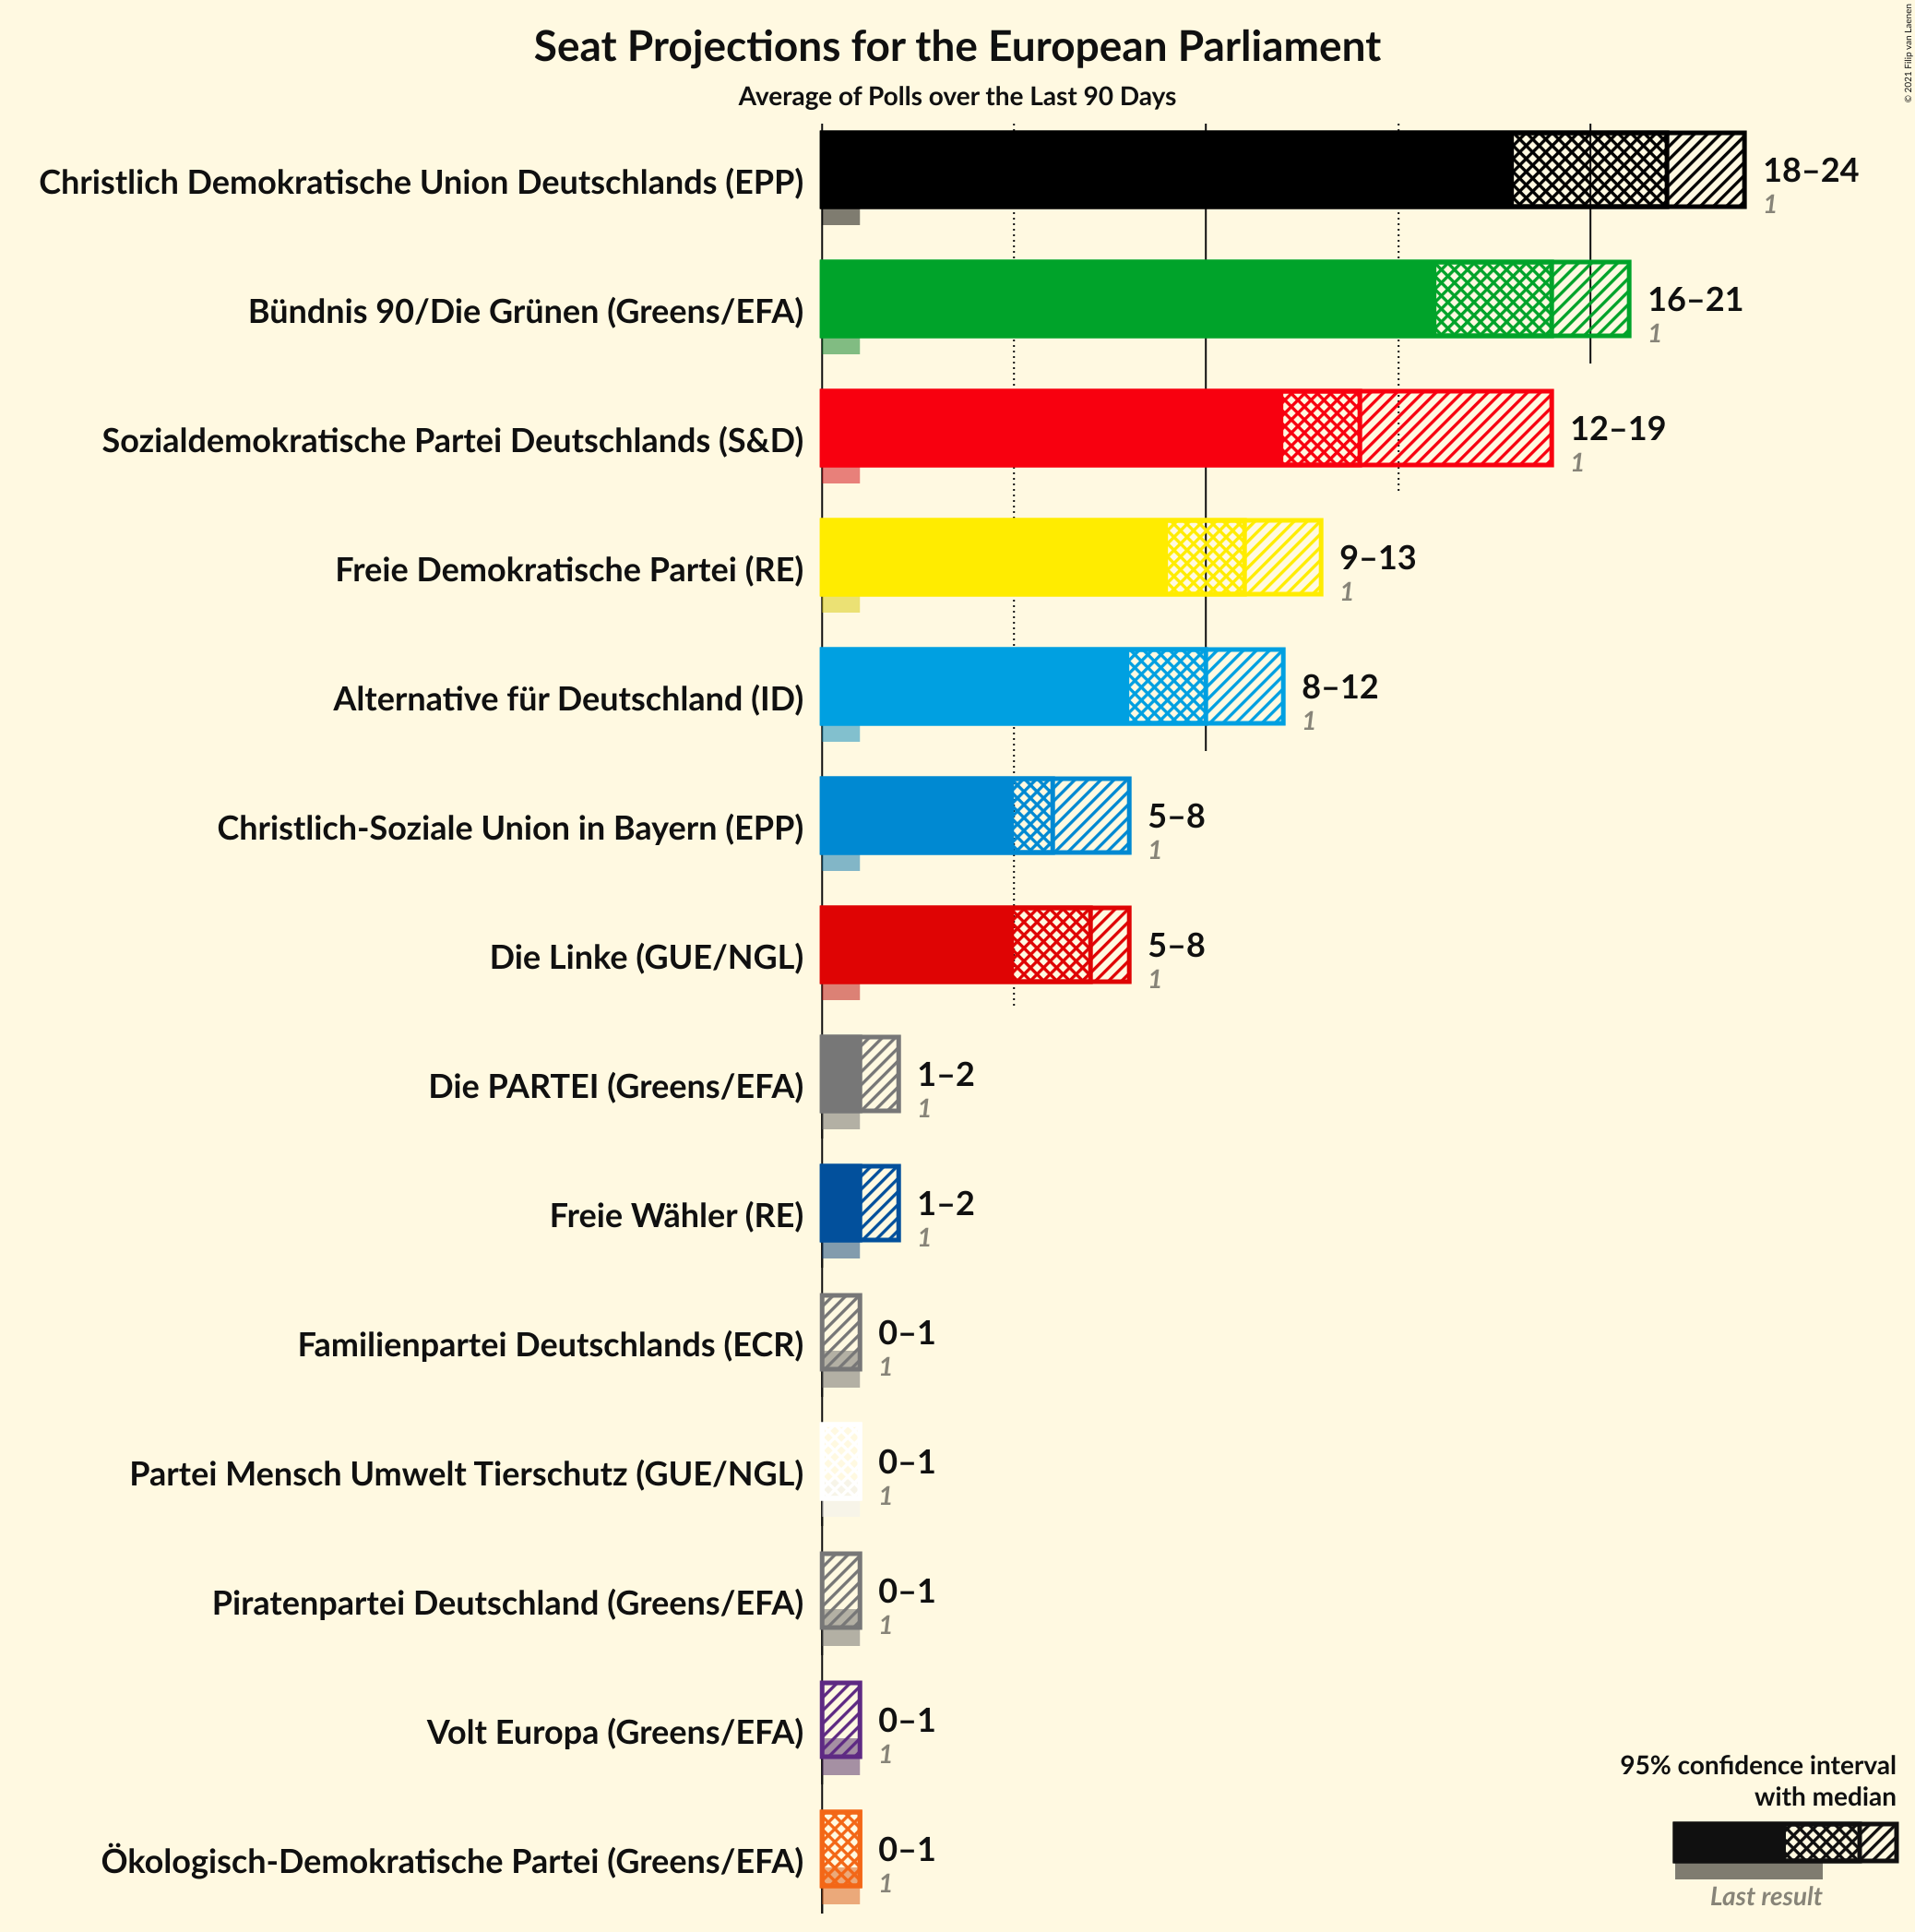 Seat Projections for the European Parliament
Average of Polls over the Last 90 Days
© 2021 Filip van Laenen
Christlich Demokratische Union Deutschlands (EPP)
18–24
1
Bündnis 90/Die Grünen (Greens/EFA)
16–21
1
Sozialdemokratische Partei Deutschlands (S&D)
12–19
1
Freie Demokratische Partei (RE)
9–13
1
Alternative für Deutschland (ID)
8–12
1
Christlich-Soziale Union in Bayern (EPP)
5–8
1
Die Linke (GUE/NGL)
5–8
1
Die PARTEI (Greens/EFA)
1–2
1
Freie Wähler (RE)
1–2
1
Familienpartei Deutschlands (ECR)
0–1
1
Partei Mensch Umwelt Tierschutz (GUE/NGL)
0–1
1
Piratenpartei Deutschland (Greens/EFA)
0–1
1
Volt Europa (Greens/EFA)
0–1
1
Ökologisch-Demokratische Partei (Greens/EFA)
0–1
1
95% confidence interval
with median
Last result